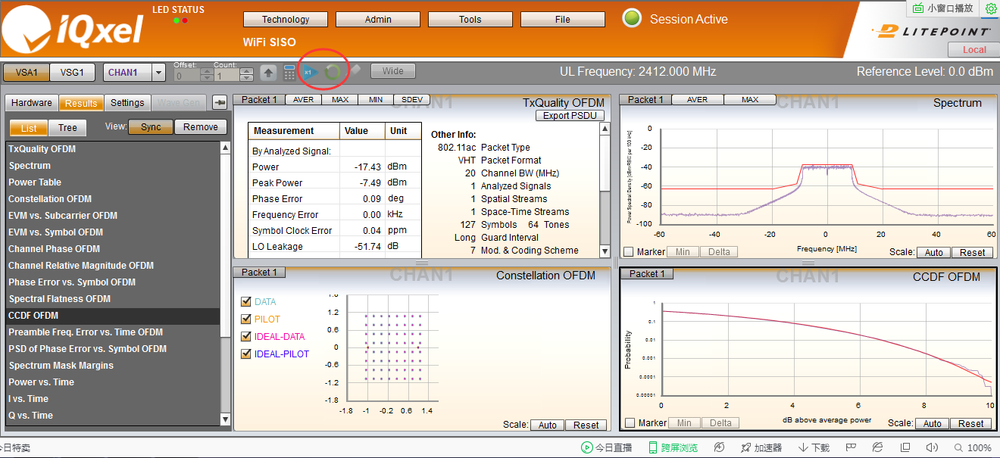 LED STATUS
iQxel
Technology Admin Tools File
Session Active
小窗口播放
WiFi SISO
LITEPOINT
Local
VSA1 VSG1 CHAN1 Offset: 0 Count: 1 x1 Wide UL Frequency: 2412.000 MHz Reference Level: 0.0 dBm
Hardware Results Settings Wave Gen
List Tree View: Sync Remove
TxQuality OFDM
Spectrum
Power Table
Constellation OFDM
EVM vs. Subcarrier OFDM
EVM vs. Symbol OFDM
Channel Phase OFDM
Channel Relative Magnitude OFDM
Phase Error vs. Symbol OFDM
Spectral Flatness OFDM
CCDF OFDM
Preamble Freq. Error vs. Time OFDM
PSD of Phase Error vs. Symbol OFDM
Spectrum Mask Margins
Power vs. Time
I vs. Time
Q vs. Time
Packet 1 AVER MAX MIN SDEV CHAN1 TxQuality OFDM
Export PSDU
Measurement Value Unit
By Analyzed Signal:
Power -17.43 dBm
Peak Power -7.49 dBm
Phase Error 0.09 deg
Frequency Error 0.00 kHz
Symbol Clock Error 0.04 ppm
LO Leakage -51.74 dB
Other Info:
802.11ac Packet Type
VHT Packet Format
20 Channel BW (MHz)
1 Analyzed Signals
1 Spatial Streams
1 Space-Time Streams
127 Symbols 64 Tones
Long Guard Interval
7 Mod. & Coding Scheme
Packet 1 AVER MAX CHAN1 Spectrum
Power Spectral Density [dBm/RBW per 100 kHz]
0
-20
-40
-60
-80
-100
-60 -40 -20 0 20 40 60
Frequency [MHz]
Marker Min Delta Scale: Auto Reset
Packet 1 CHAN1 Constellation OFDM
DATA
PILOT
IDEAL-DATA
IDEAL-PILOT
1.8
1.2
0.6
0
-0.6
-1.2
-1.8
-1.8 -1 -0.2 0.6 1.4
Scale: Auto Reset
Packet 1 CHAN1 CCDF OFDM
Probability
1
0.1
0.01
0.001
0.0001
0.00001
0 2 4 6 8 10
dB above average power
Marker Min Delta Scale: Auto Reset
日特卖 今日直播 跨屏浏览 加速器 下载 100%